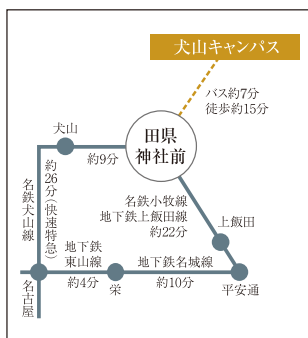 犬山キャンパス
バス約7分
徒歩約15分
犬山
田県
神社前
約9分
名鉄犬山線
約26分(快速特急)
名鉄小牧線
地下鉄上飯田線
約22分
上飯田
地下鉄
東山線
約4分
地下鉄名城線
約10分
名古屋
栄
平安通